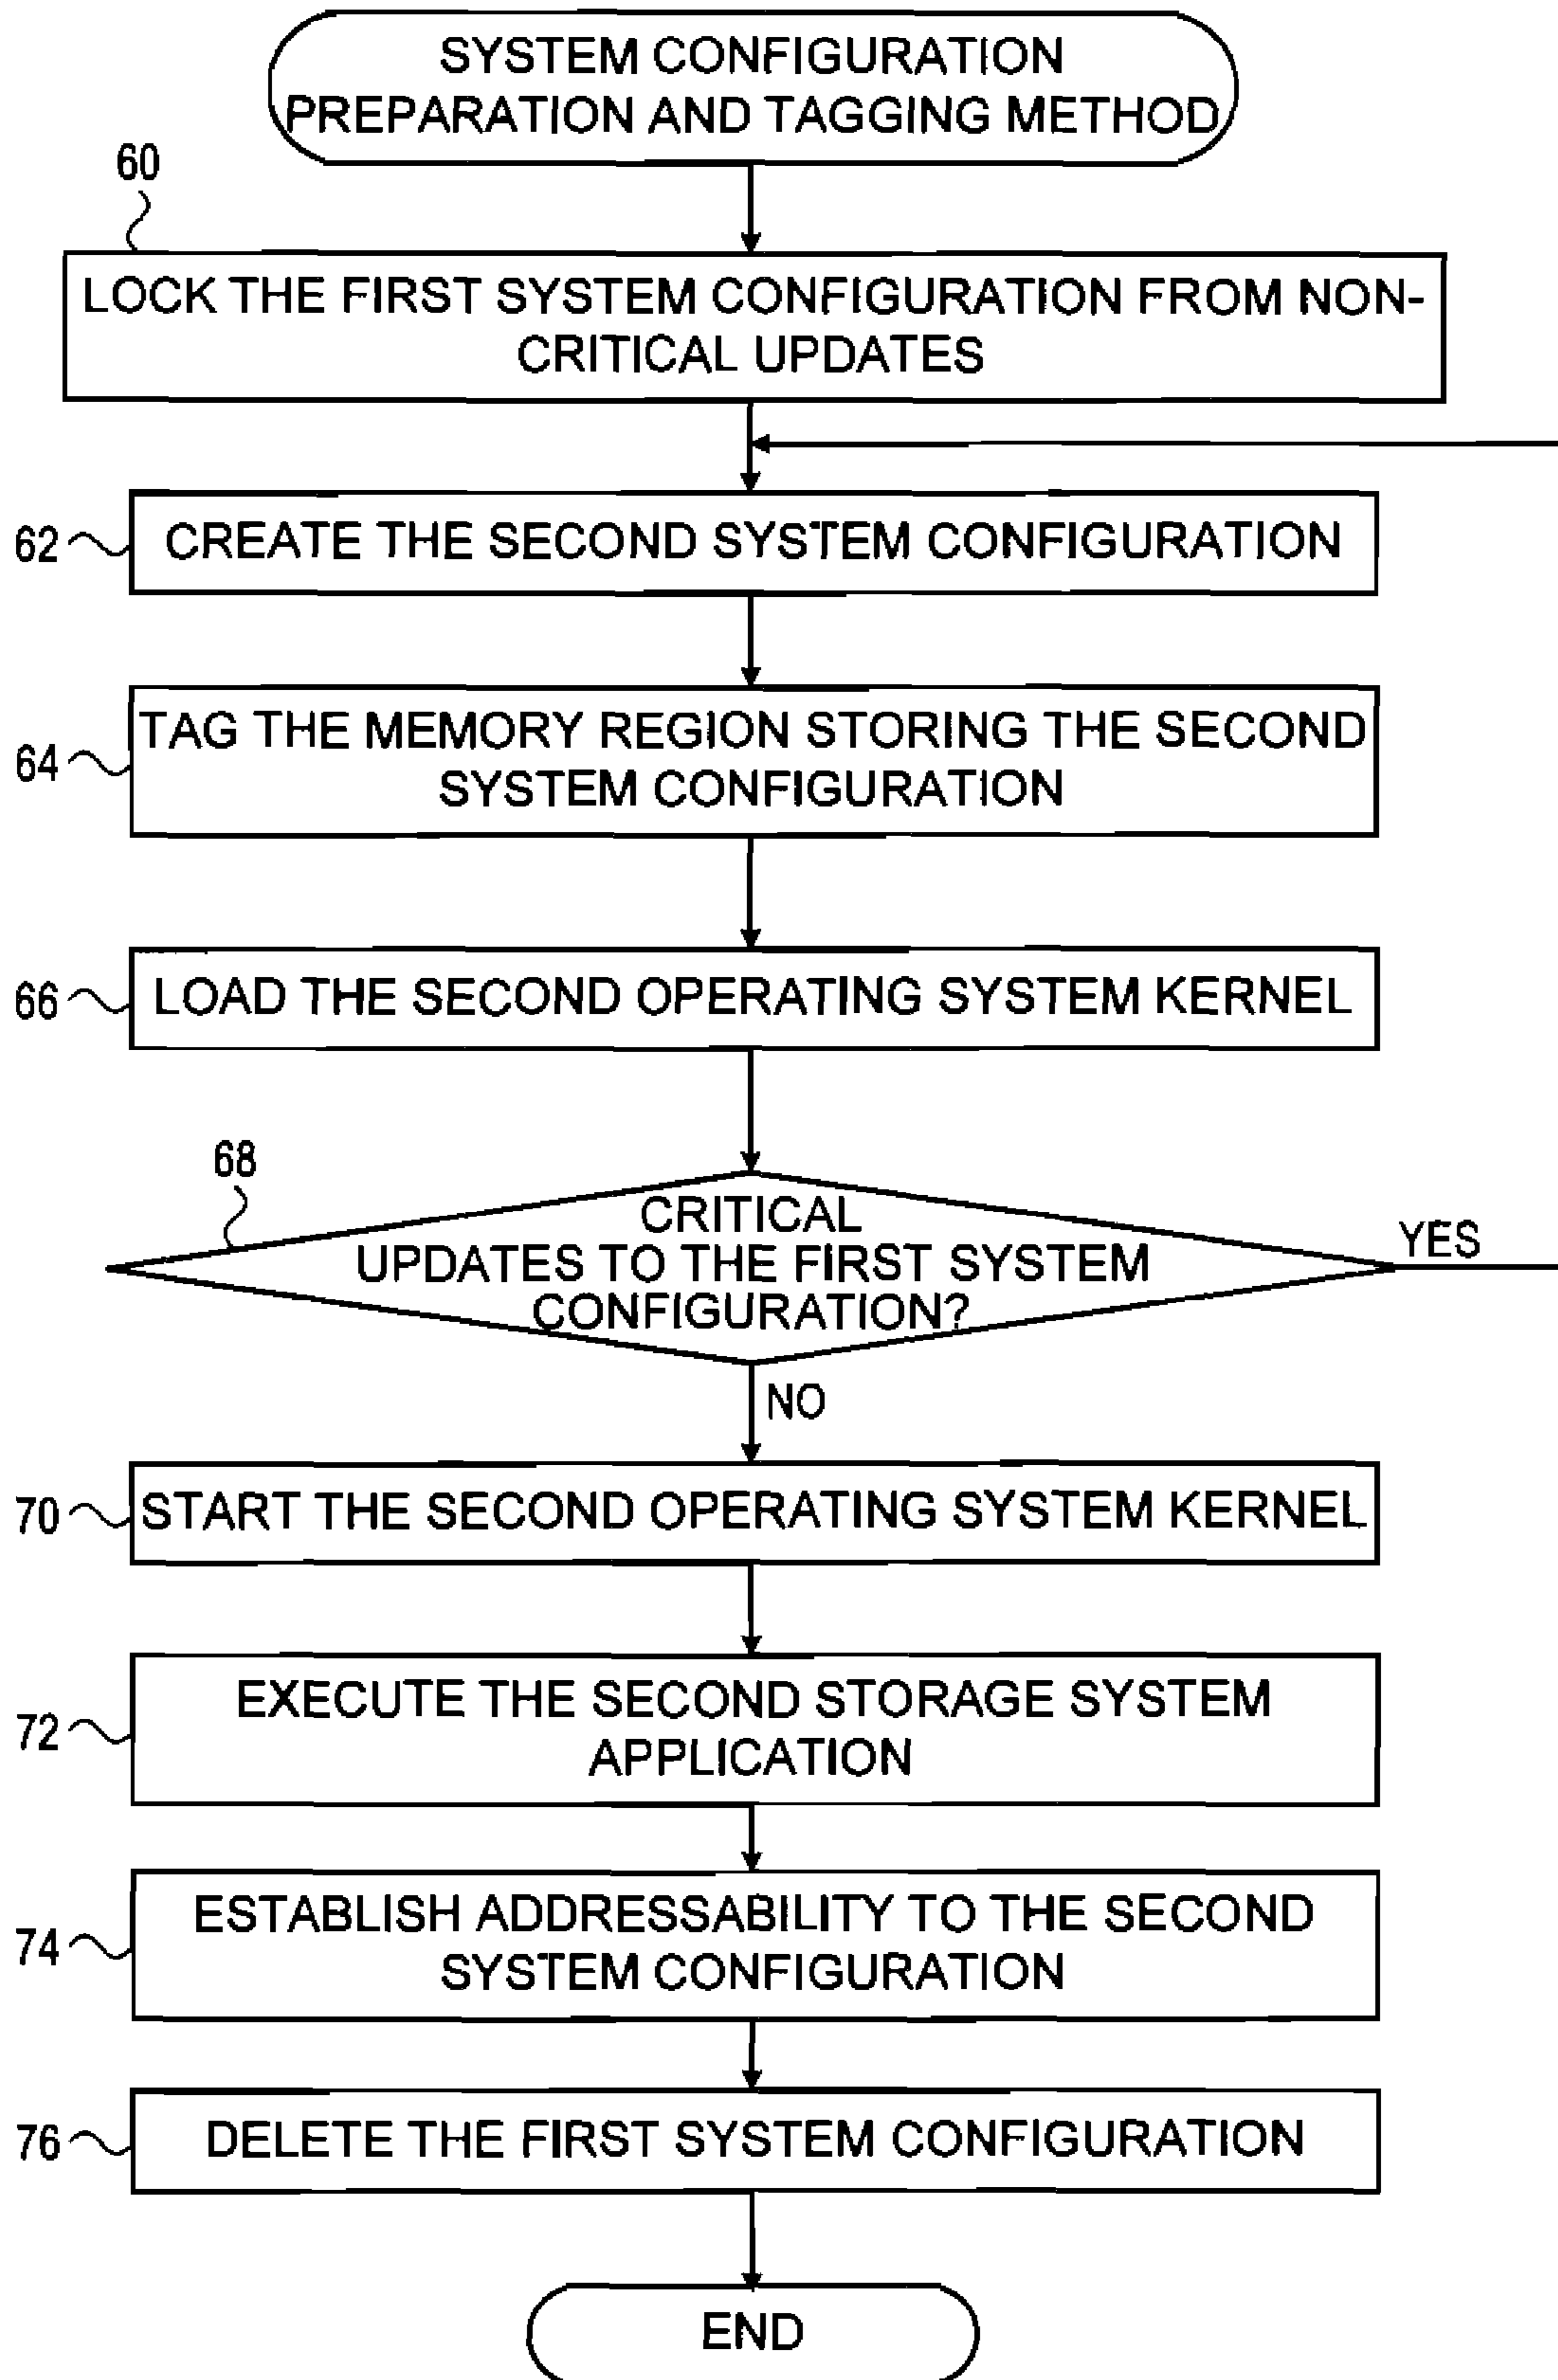 SYSTEM CONFIGURATION
PREPARATION AND TAGGING METHOD
60
LOCK THE FIRST SYSTEM CONFIGURATION FROM NON-
CRITICAL UPDATES
62
CREATE THE SECOND SYSTEM CONFIGURATION
64
TAG THE MEMORY REGION STORING THE SECOND
SYSTEM CONFIGURATION
66
LOAD THE SECOND OPERATING SYSTEM KERNEL
68
CRITICAL
UPDATES TO THE FIRST SYSTEM
CONFIGURATION?
YES
NO
70
START THE SECOND OPERATING SYSTEM KERNEL
72
EXECUTE THE SECOND STORAGE SYSTEM
APPLICATION
74
ESTABLISH ADDRESSABILITY TO THE SECOND
SYSTEM CONFIGURATION
76
DELETE THE FIRST SYSTEM CONFIGURATION
END